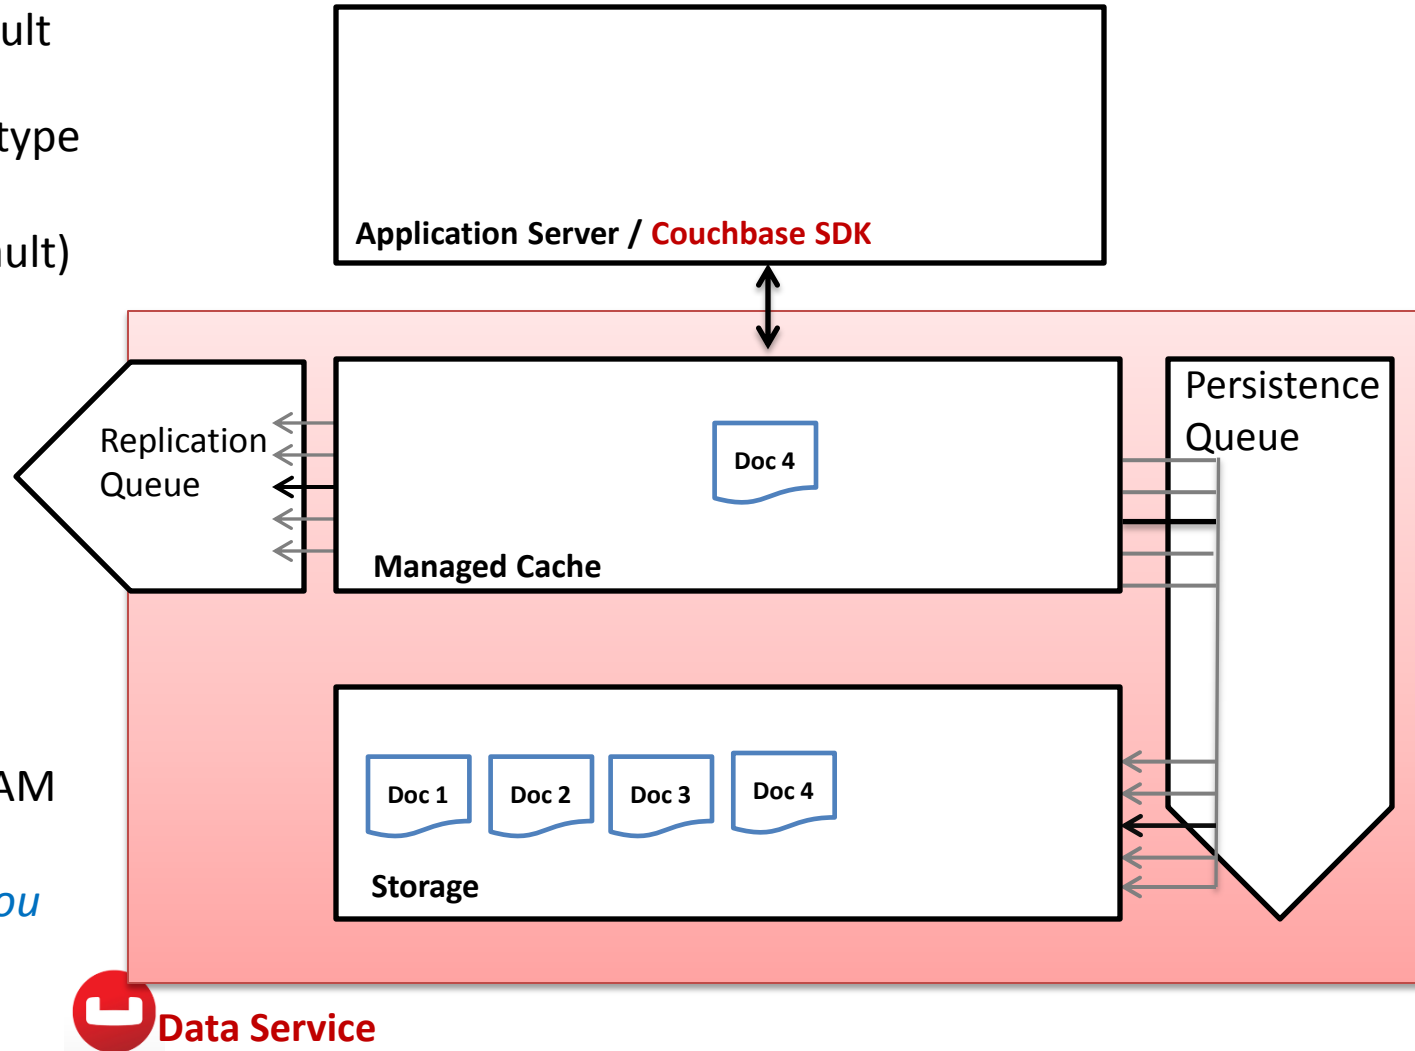 ult
type
ault)
AM
ou
Application Server / Couchbase SDK
Replication
Queue
Doc 4
Managed Cache
Persistence
Queue
Doc 1
Doc 2
Doc 3
Doc 4
Storage
Data Service